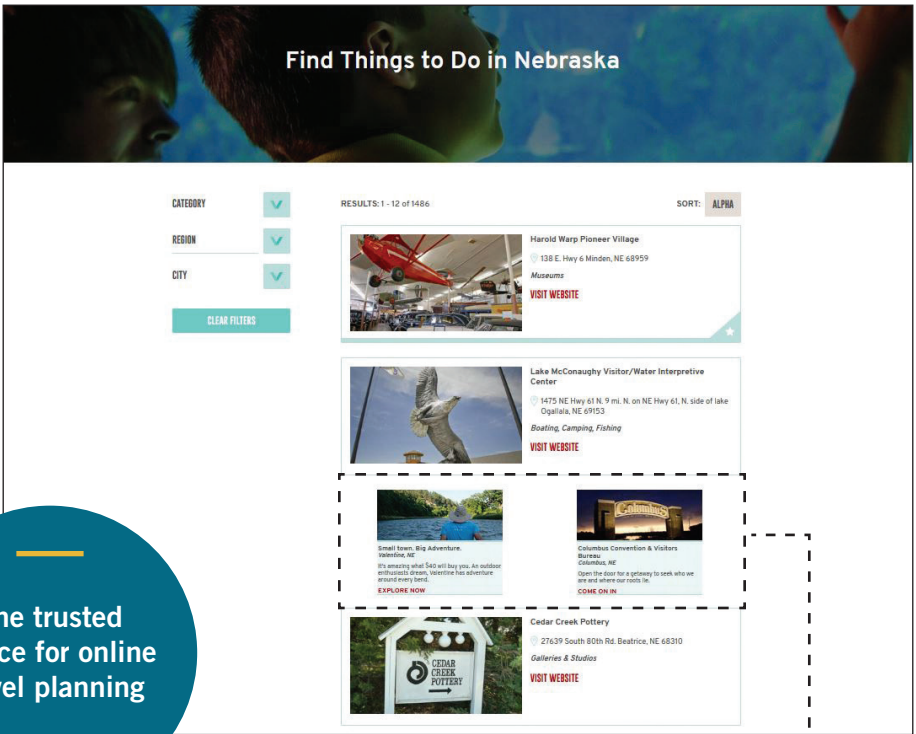 Find Things to Do in Nebraska
CATEGORY
REGION
CITY
CLEAR FILTERS
RESULTS: 1 - 12 of 1486
SORT: ALPHA
Harold Warp Pioneer Village
138 E. Hwy 6 Minden, NE 68959
Museums
VISIT WEBSITE
Lake McConaughy Visitor/Water Interpretive
Center
1475 NE Hwy 61 N. 9 mi. N. on NE Hwy 61, N. side of lake
Ogallala, NE 69153
Boating, Camping, Fishing
VISIT WEBSITE
Small town. Big Adventure.
Valentine, NE
It's amazing what $40 will buy you. An outdoor
enthusiasts dream, Valentine has adventure
around every bend.
EXPLORE NOW
Columbus
Columbus Convention & Visitors
Bureau
Columbus, NE
Open the door for a getaway to seek who we
are and where our roots lie.
COME ON IN
CEDAR
CREEK
POTTERY
Cedar Creek Pottery
27639 South 80th Rd. Beatrice, NE 68310
Galleries & Studios
VISIT WEBSITE
trusted
for online
planning